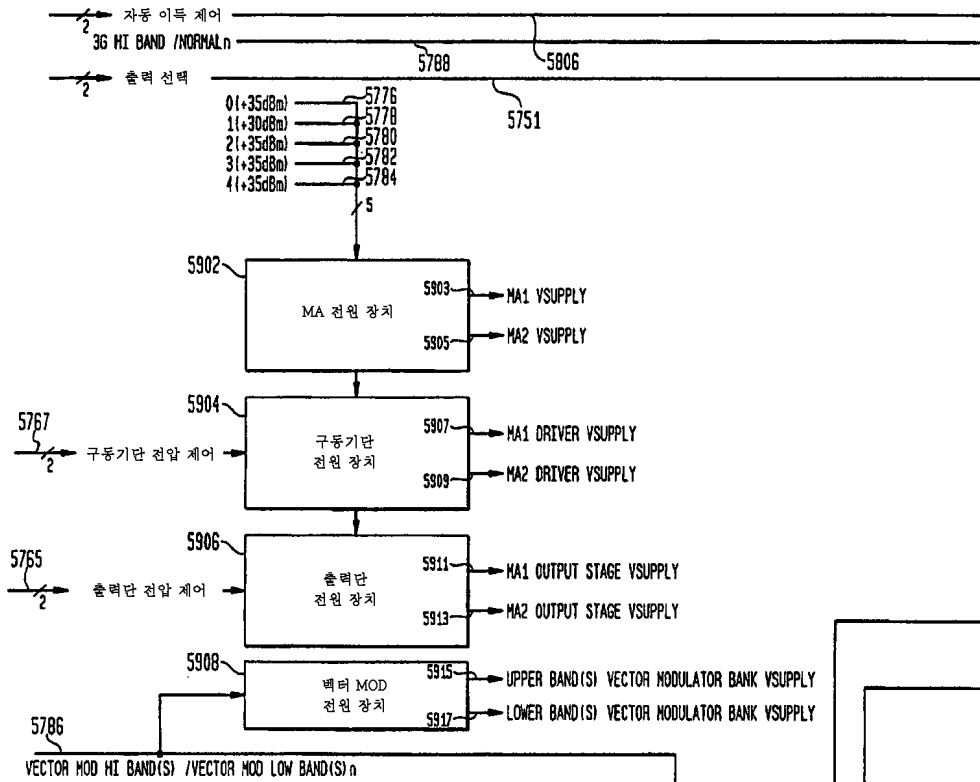 2 자동 이득 제어
5806
3G HI BAND /NORMALn
5788
2 출력 선택
5751
0(+35dBm) 5776
1(+30dBm) 5778
2(+35dBm) 5780
3(+35dBm) 5782
4(+35dBm) 5784
5
5902
MA 전원 장치
5903 MA1 VSUPPLY
5905 MA2 VSUPPLY
5904
5767
2 구동기단 전압 제어
구동기단
전원 장치
5907 MA1 DRIVER VSUPPLY
5909 MA2 DRIVER VSUPPLY
5906
5765
2 출력단 전압 제어
출력단
전원 장치
5911 MA1 OUTPUT STAGE VSUPPLY
5913 MA2 OUTPUT STAGE VSUPPLY
5908
벡터 MOD
전원 장치
5915 UPPER BAND(S) VECTOR MODULATOR BANK VSUPPLY
5917 LOWER BAND(S) VECTOR MODULATOR BANK VSUPPLY
5786
VECTOR MOD HI BAND(S) /VECTOR MOD LOW BAND(S)n